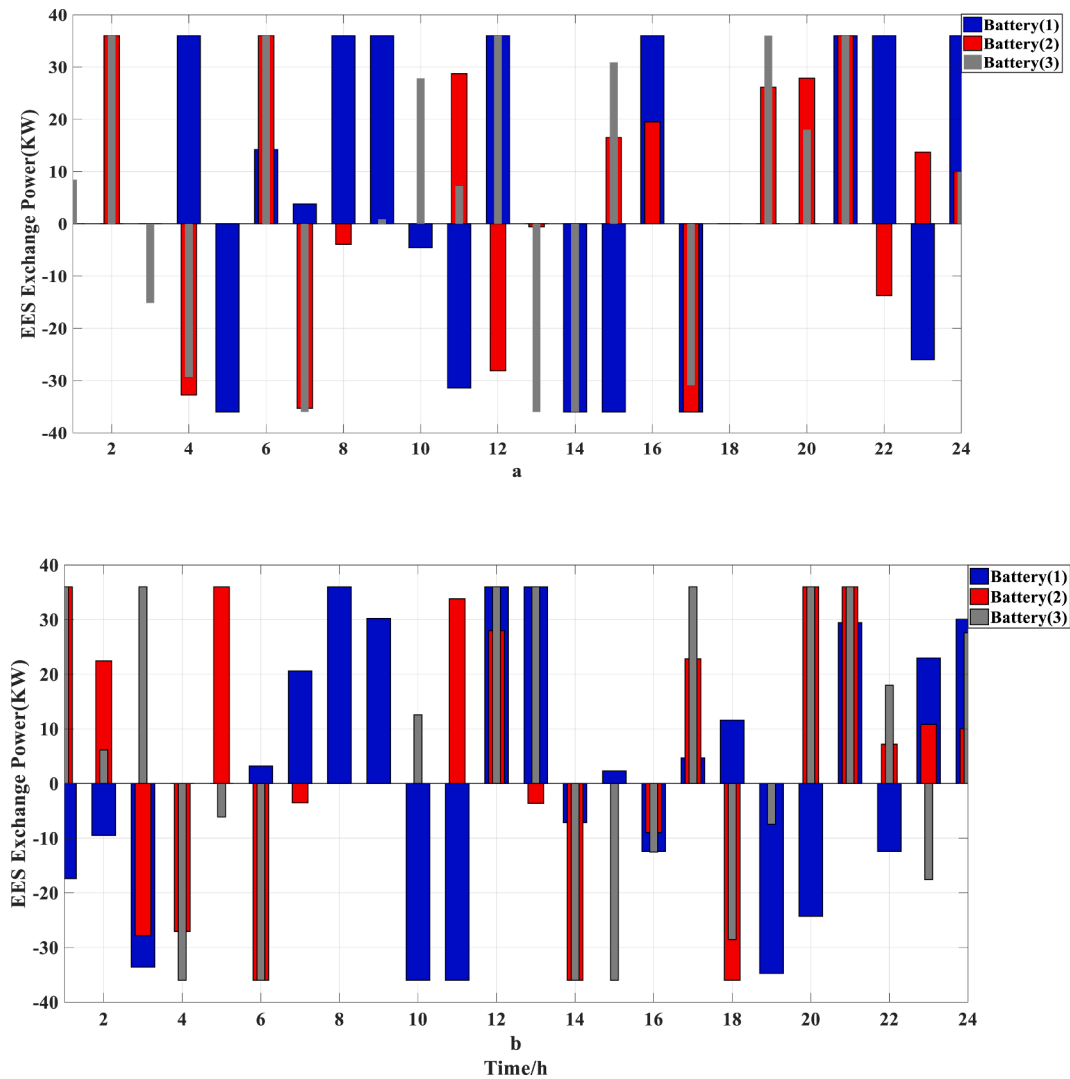 EES Exchange Power(KW)
40
30
20
10
0
-10
-20
-30
-40
2 4 6 8 10 12 14 16 18 20 22 24
a
Battery(1)
Battery(2)
Battery(3)
EES Exchange Power(KW)
40
30
20
10
0
-10
-20
-30
-40
2 4 6 8 10 12 14 16 18 20 22 24
b
Time/h
Battery(1)
Battery(2)
Battery(3)